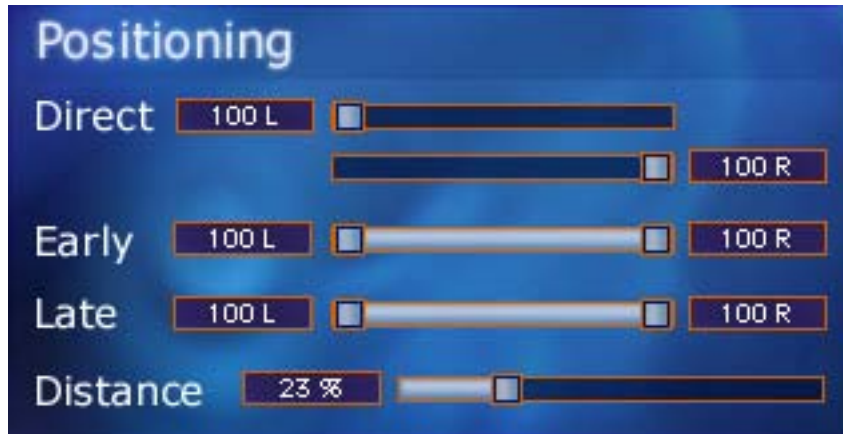 Positioning
Direct 100 L
100 R
Early 100 L 100 R
Late 100 L 100 R
Distance 23 %